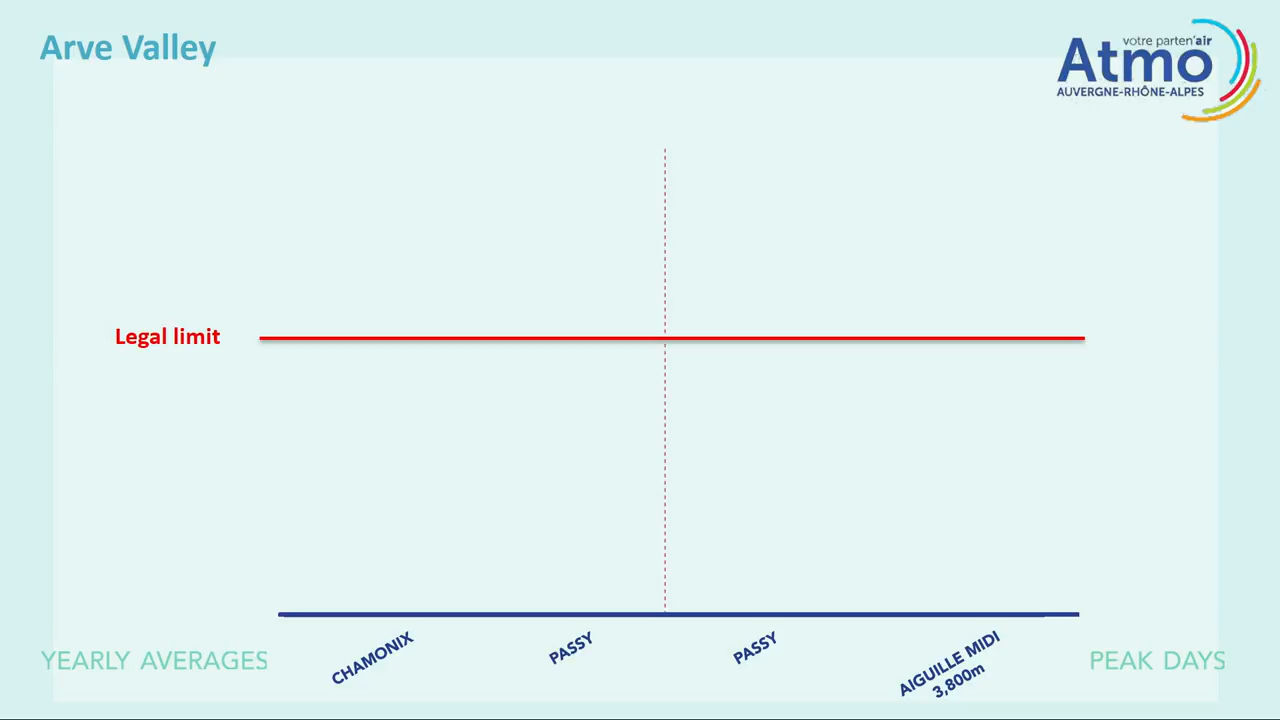 Arve Valley
votre parten'air
Atmo
AUVERGNE-RHÔNE-ALPES
Legal limit
YEARLY AVERAGES
CHAMONIX
PASSY
PASSY
AIGUILLE MIDI
3,800m
PEAK DAYS